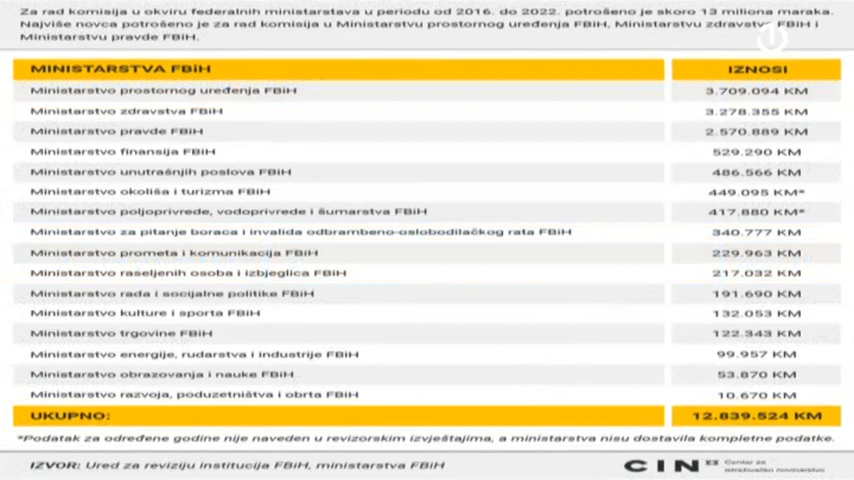 Za rad komisija u okviru federalnih ministarstava u periodu od 2016. do 2022. potrošeno je skoro 13 miliona maraka.
Najviše novca potrošeno je za rad komisija u Ministarstvu prostornog uređenja FBiH, Ministarstvu zdravstva FBiH i
Ministarstvu pravde FBiH.
MINISTARSTVA FBiH IZNOSI
Ministarstvo prostornog uređenja FBiH 3.709.094 KM
Ministarstvo zdravstva FBiH 3.278.355 KM
Ministarstvo pravde FBiH 2.570.889 KM
Ministarstvo finansija FBiH 529.290 KM
Ministarstvo unutrašnjih poslova FBiH 486.566 KM
Ministarstvo okoliša i turizma FBiH 449.095 KM*
Ministarstvo poljoprivrede, vodoprivrede i šumarstva FBiH 417.880 KM*
Ministarstvo za pitanje boraca i invalida odbrambeno-oslobodilačkog rata FBiH 340.777 KM
Ministarstvo prometa i komunikacija FBiH 229.963 KM
Ministarstvo raseljenih osoba i izbjeglica FBiH 217.032 KM
Ministarstvo rada i socijalne politike FBiH 191.690 KM
Ministarstvo kulture i sporta FBiH 132.053 KM
Ministarstvo trgovine FBiH 122.343 KM
Ministarstvo energije, rudarstva i industrije FBiH 99.957 KM
Ministarstvo obrazovanja i nauke FBiH 53.870 KM
Ministarstvo razvoja, poduzetništva i obrta FBiH 10.670 KM
UKUPNO: 12.839.524 KM
*Podatak za određene godine nije naveden u revizorskim izvještajima, a ministarstva nisu dostavila kompletne podatke.
IZVOR: Ured za reviziju institucija FBiH, ministarstva FBiH
CIN Centar za
istraživačko novinarstvo